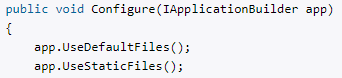 public void Configure(IApplicationBuilder app)
{
    app.UseDefaultFiles();
    app.UseStaticFiles();